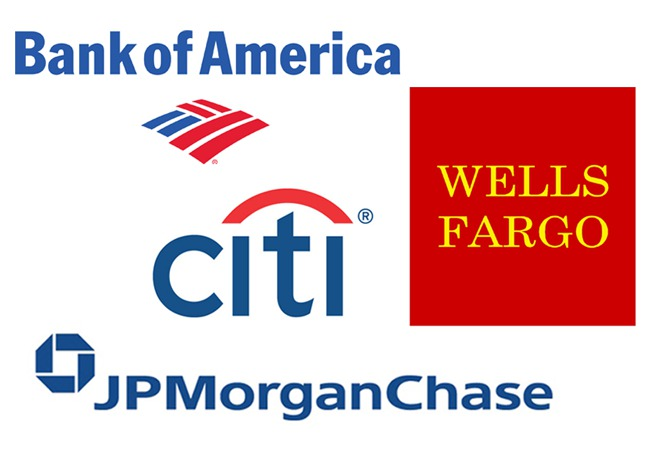 Bank of America
®
citi®
WELLS
FARGO
JPMorganChase